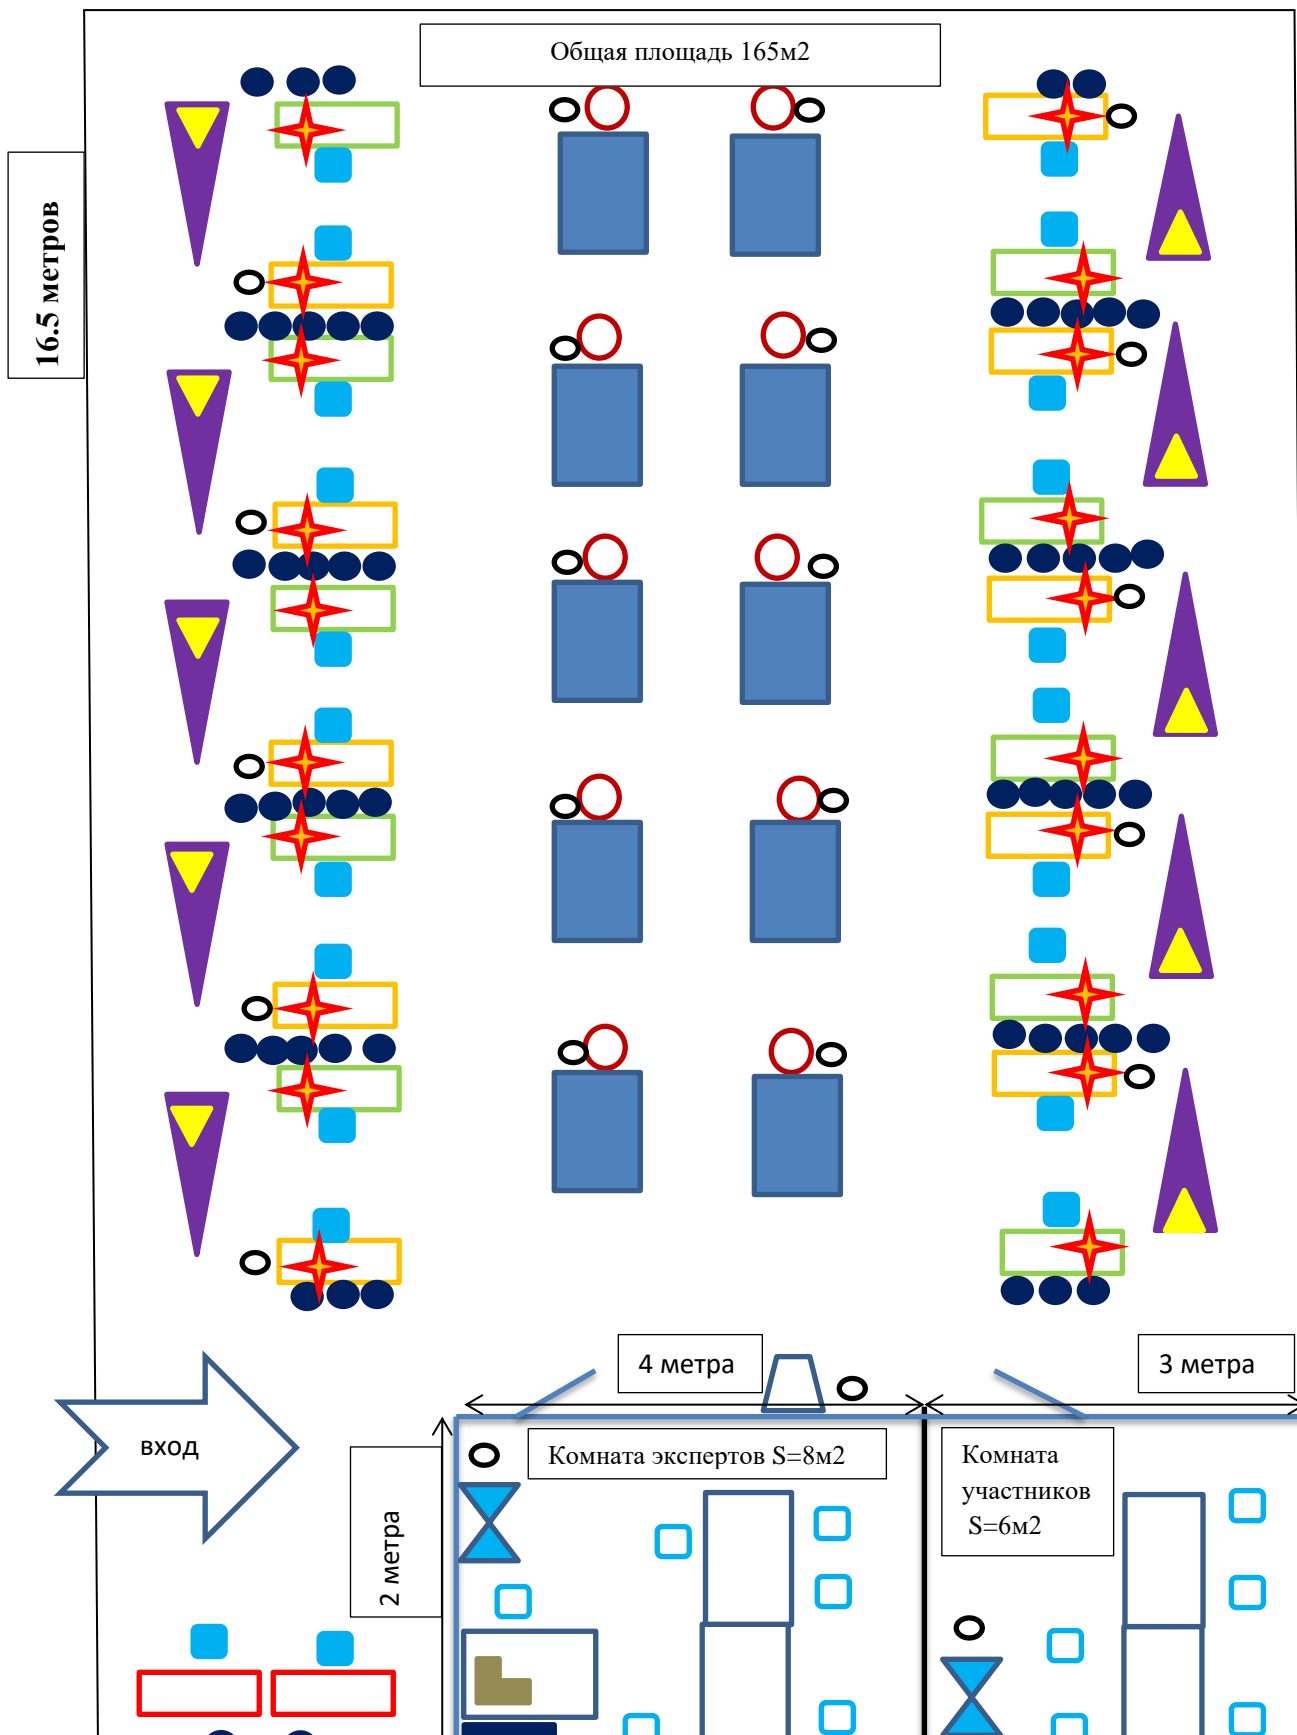 Общая площадь 165м2
16.5 метров
4 метра
3 метра
вход
2 метра
Комната экспертов S=8м2
Комната
участников
S=6м2